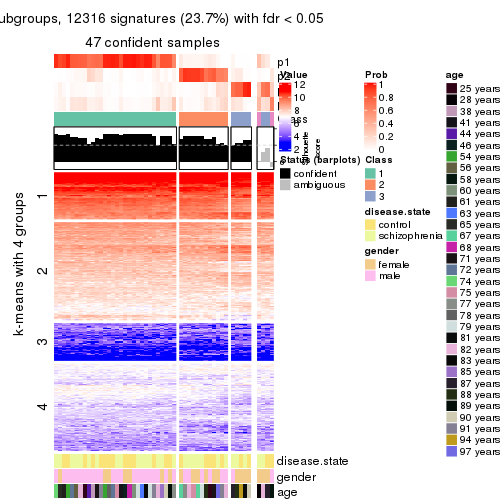 ubgroups, 12316 signatures (23.7%) with fdr < 0.05
47 confident samples
p1
p2
k-means with 4 groups
1
2
3
4
Value
12
10
8
6
4
2
Silhouette
score
Status (barplots)
confident
ambiguous
Prob
1
0.8
0.6
0.4
0.2
0
Class
1
2
3
disease.state
control
schizophrenia
gender
female
male
age
25 years
28 years
38 years
41 years
44 years
46 years
54 years
56 years
58 years
60 years
61 years
63 years
65 years
67 years
68 years
71 years
72 years
74 years
75 years
77 years
78 years
79 years
81 years
82 years
83 years
85 years
87 years
88 years
89 years
90 years
91 years
94 years
97 years
disease.state
gender
age